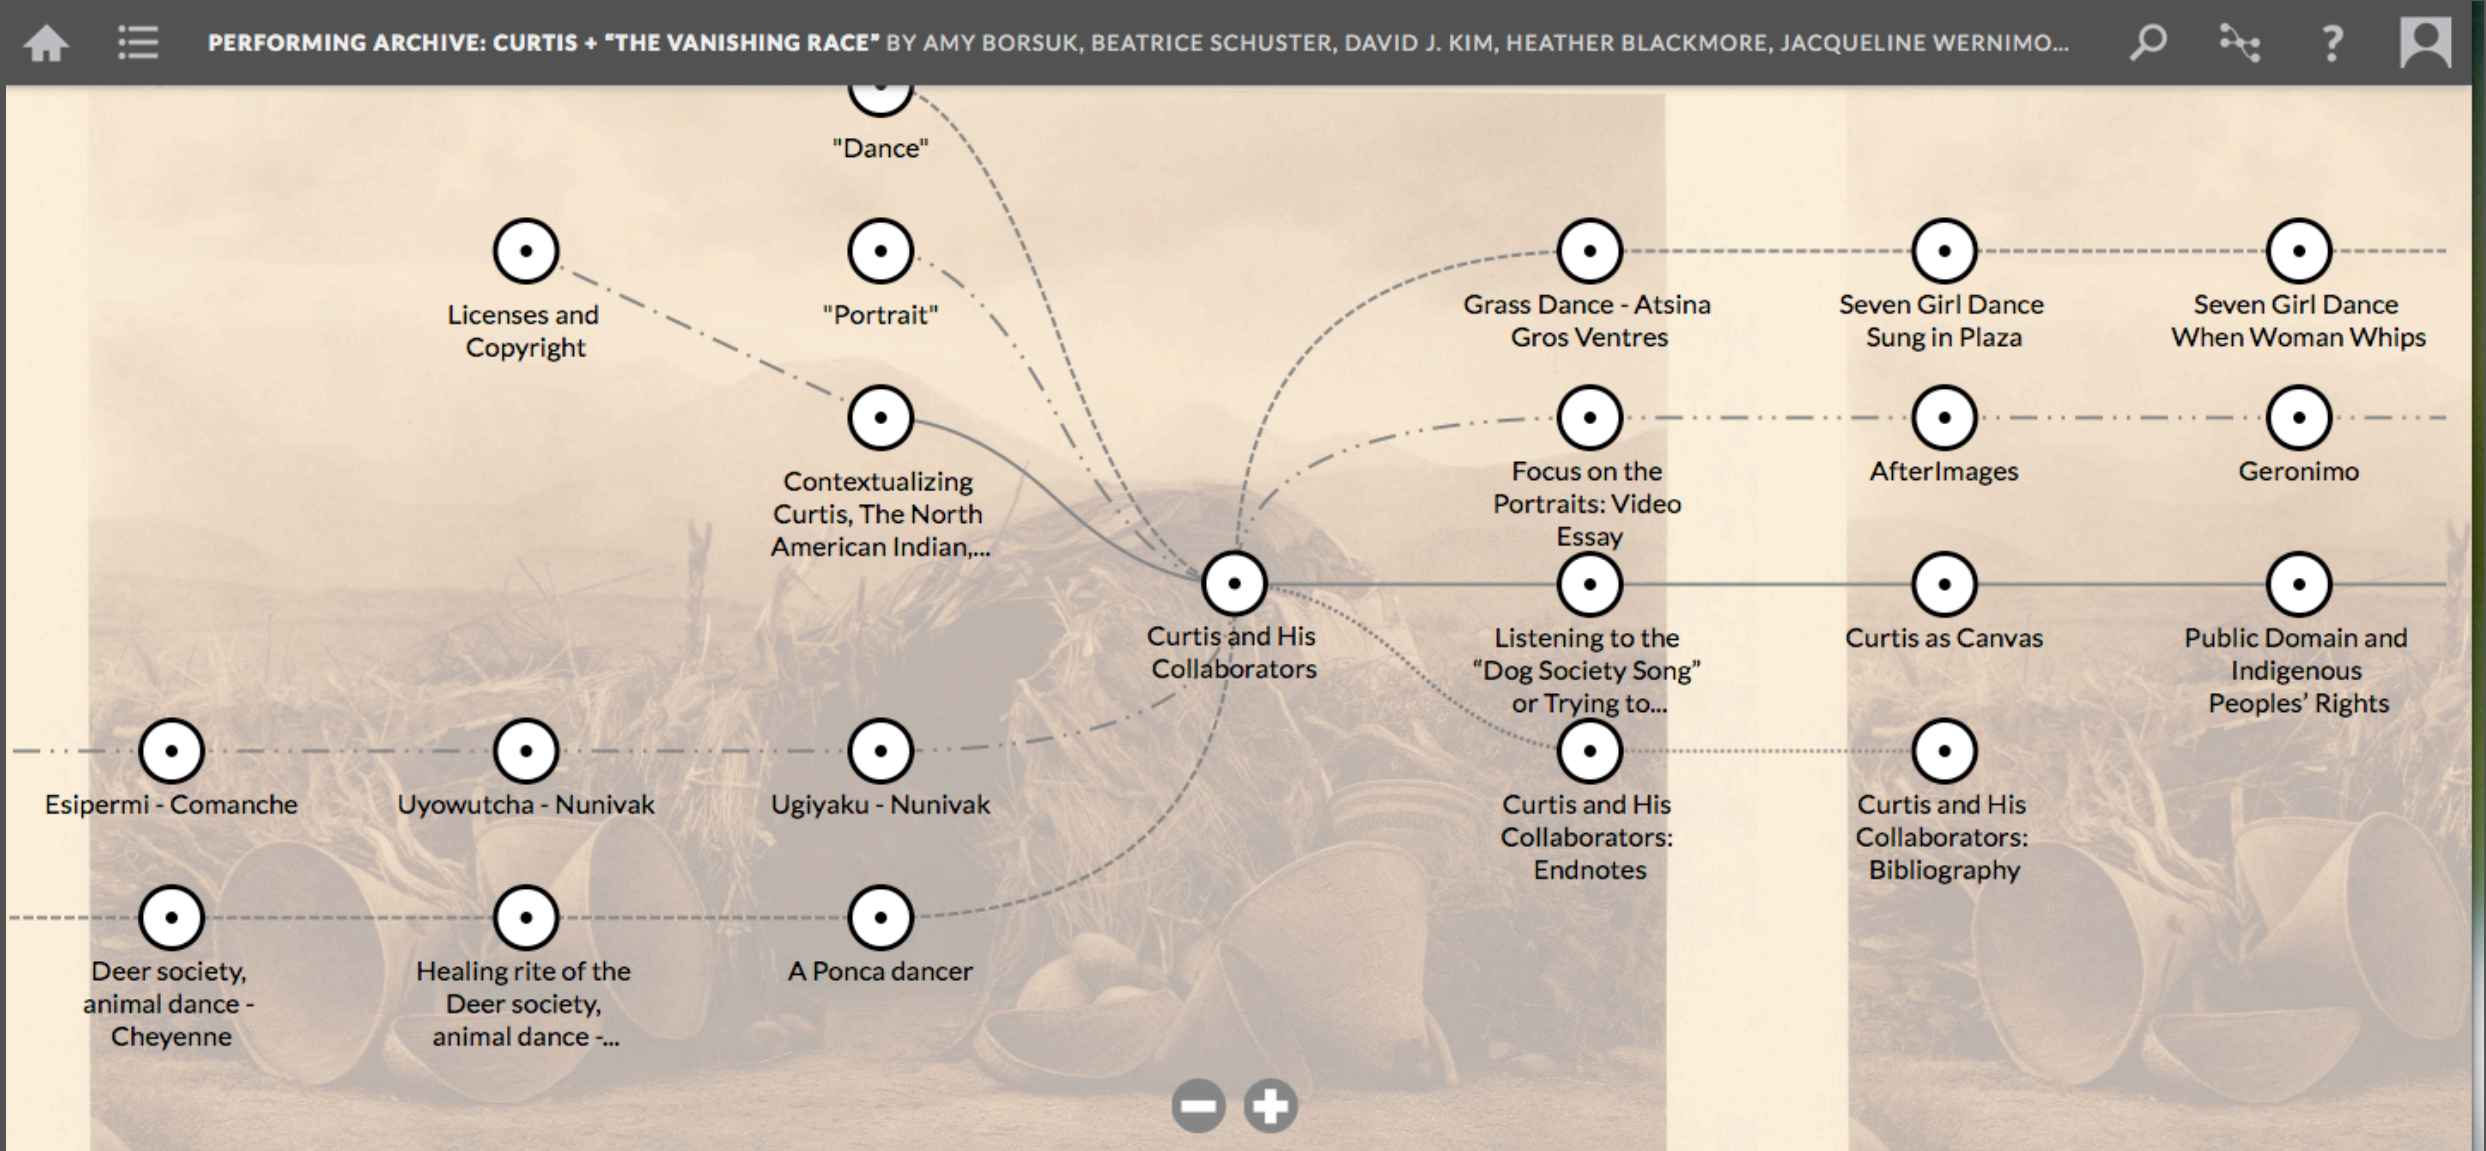 PERFORMING ARCHIVE: CURTIS + “THE VANISHING RACE” BY AMY BORSUK, BEATRICE SCHUSTER, DAVID J. KIM, HEATHER BLACKMORE, JACQUELINE WERNIMO...
?
"Dance"
Licenses and
Copyright
"Portrait"
Grass Dance - Atsina
Gros Ventres
Seven Girl Dance
Sung in Plaza
Seven Girl Dance
When Woman Whips
Contextualizing
Curtis, The North
American Indian,...
Focus on the
Portraits: Video
Essay
AfterImages
Geronimo
Curtis and His
Collaborators
Listening to the
“Dog Society Song”
or Trying to...
Curtis as Canvas
Public Domain and
Indigenous
Peoples’ Rights
Esipermi - Comanche
Uyowutcha - Nunivak
Ugiyaku - Nunivak
Curtis and His
Collaborators:
Endnotes
Curtis and His
Collaborators:
Bibliography
Deer society,
animal dance -
Cheyenne
Healing rite of the
Deer society,
animal dance -...
A Ponca dancer